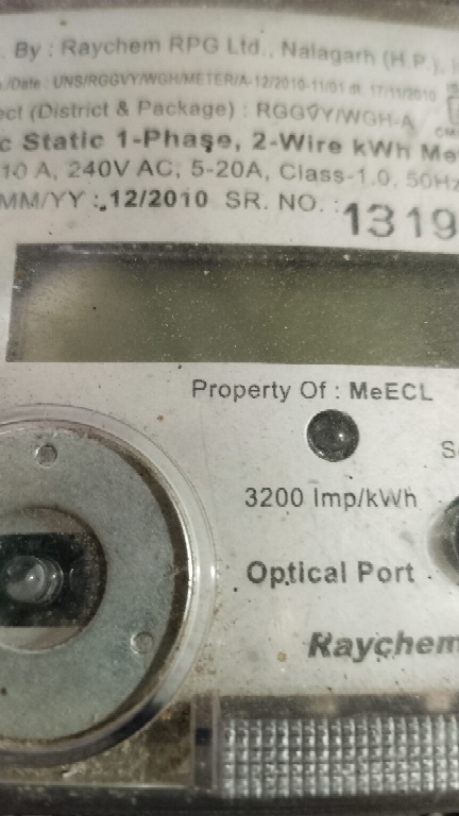 . By : Raychem RPG Ltd., Nalagarh (H.P.),
/Date : UNS/RGGVY/WGH/METER/A-12/2010-11/01 dt. 17/11/2010
ect (District & Package) : RGGVY/WGH-A
c Static 1-Phase, 2-Wire kWh Me
10 A, 240V AC, 5-20A, Class-1.0, 50Hz
MM/YY : 12/2010 SR. NO. : 1319
Property Of : MeECL
3200 Imp/kWh
Optical Port
Raychem